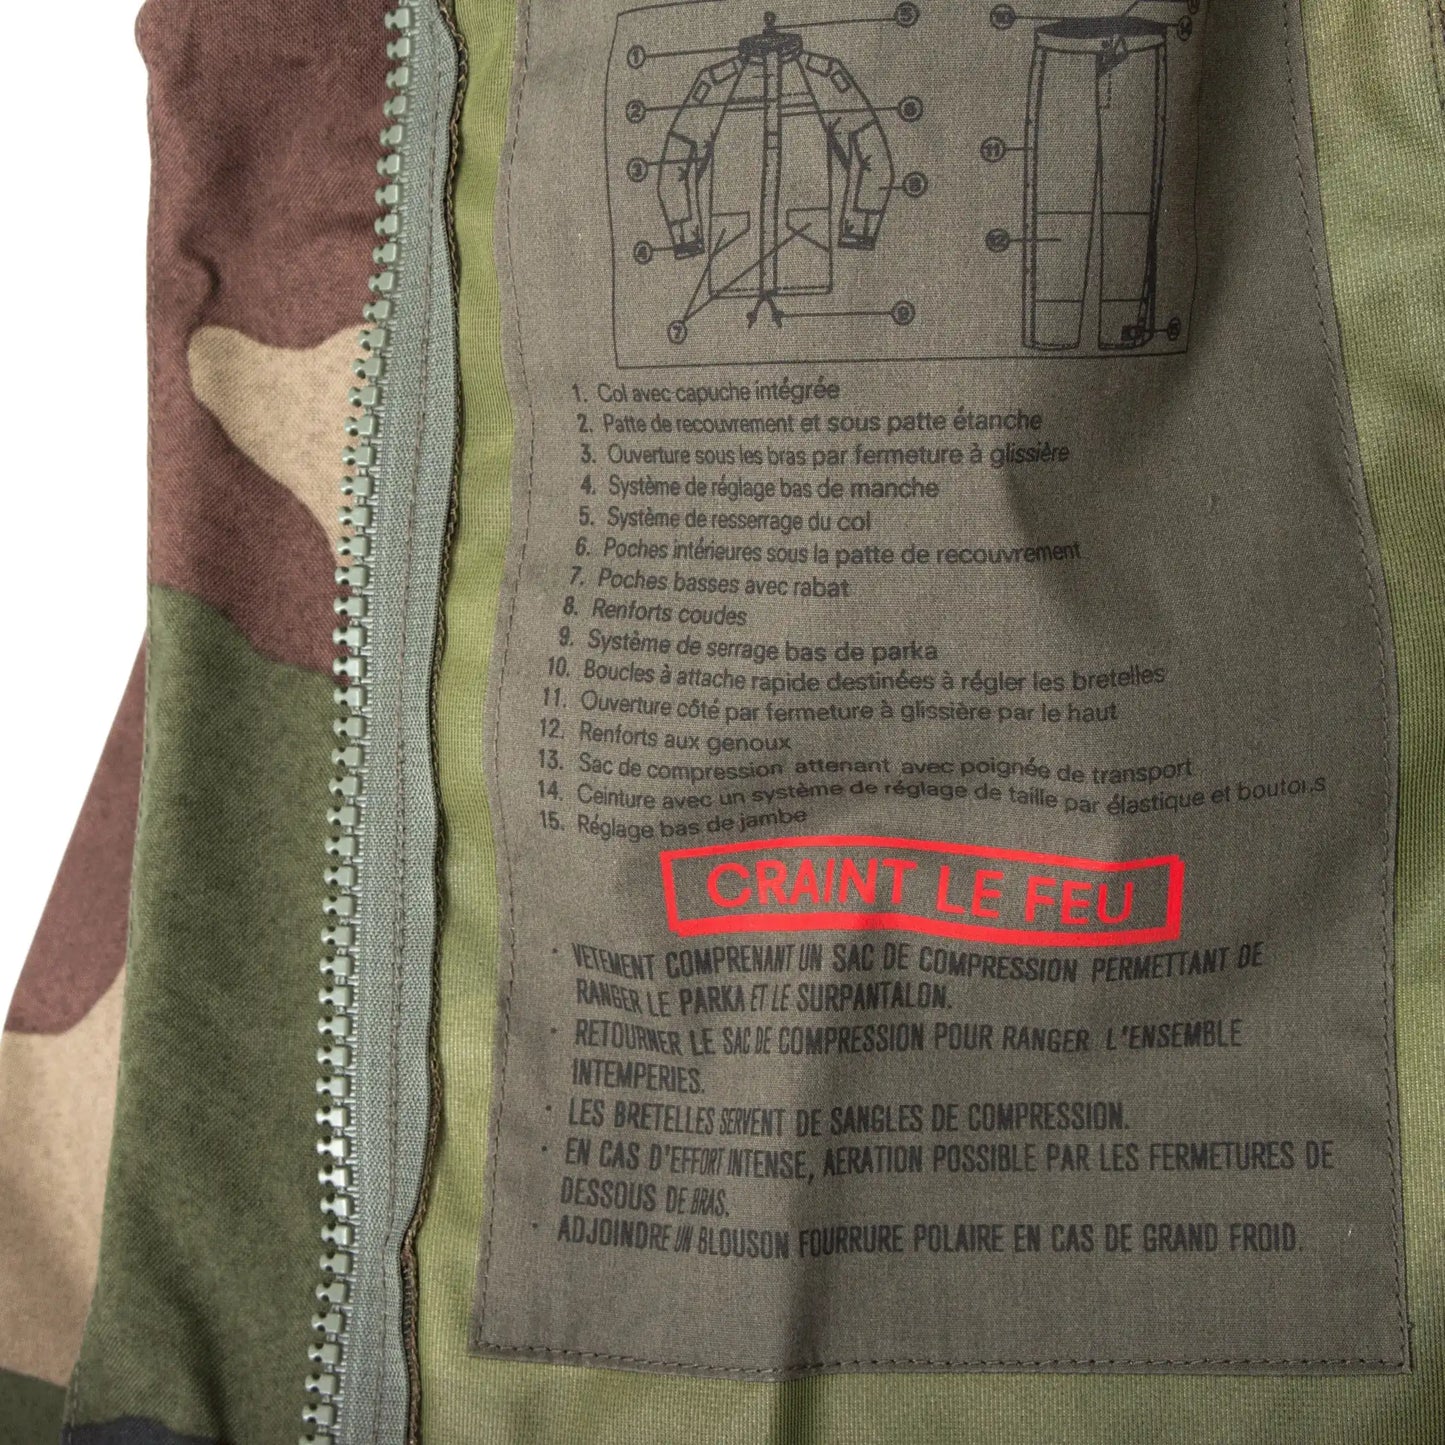 1. Col avec capuche intégrée
2. Patte de recouvrement et sous patte étanche
3. Ouverture sous les bras par fermeture à glissière
4. Système de réglage bas de manche
5. Système de resserrage du col
6. Poches intérieures sous la patte de recouvrement
7. Poches basses avec rabat
8. Renforts coudes
9. Système de serrage bas de parka
10. Boucles à attache rapide destinées à régler les bretelles
11. Ouverture côté par fermeture à glissière par le haut
12. Renforts aux genoux
13. Sac de compression attenant avec poignée de transport
14. Ceinture avec un système de réglage de taille par élastique et boutons
15. Réglage bas de jambe
CRAINT LE FEU
· VETEMENT COMPRENANT UN SAC DE COMPRESSION PERMETTANT DE
RANGER LE PARKA ET LE SURPANTALON.
· RETOURNER LE SAC DE COMPRESSION POUR RANGER L'ENSEMBLE
INTEMPERIES.
· LES BRETELLES SERVENT DE SANGLES DE COMPRESSION.
· EN CAS D'EFFORT INTENSE, AERATION POSSIBLE PAR LES FERMETURES DE
DESSOUS DE BRAS.
· ADJOINDRE UN BLOUSON FOURRURE POLAIRE EN CAS DE GRAND FROID.